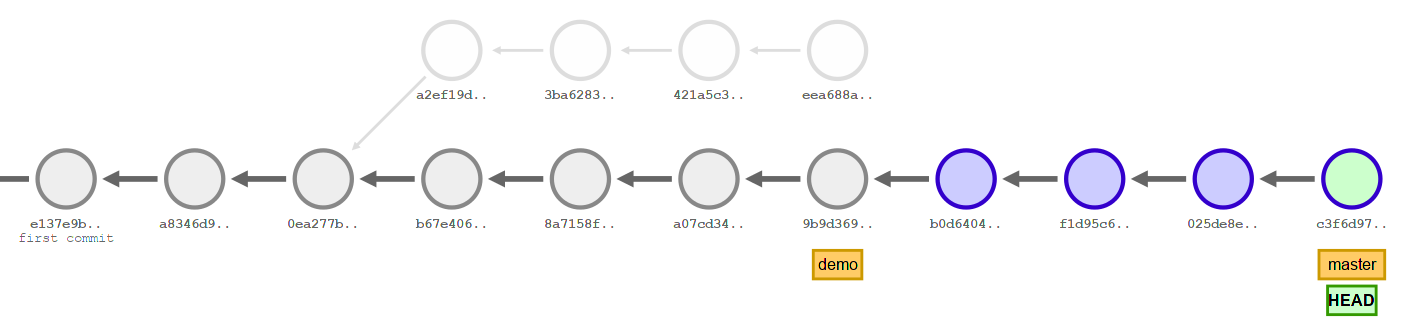 a2ef19d.. 3ba6283.. 421a5c3.. eea688a..
e137e9b.. a8346d9.. 0ea277b.. b67e406.. 8a7158f.. a07cd34.. 9b9d369.. b0d6404.. f1d95c6.. 025de8e.. c3f6d97..
first commit
demo master
HEAD